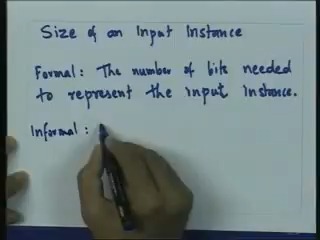 Size of an Input Instance
Formal: The number of bits needed
to represent the input instance.
Informal: